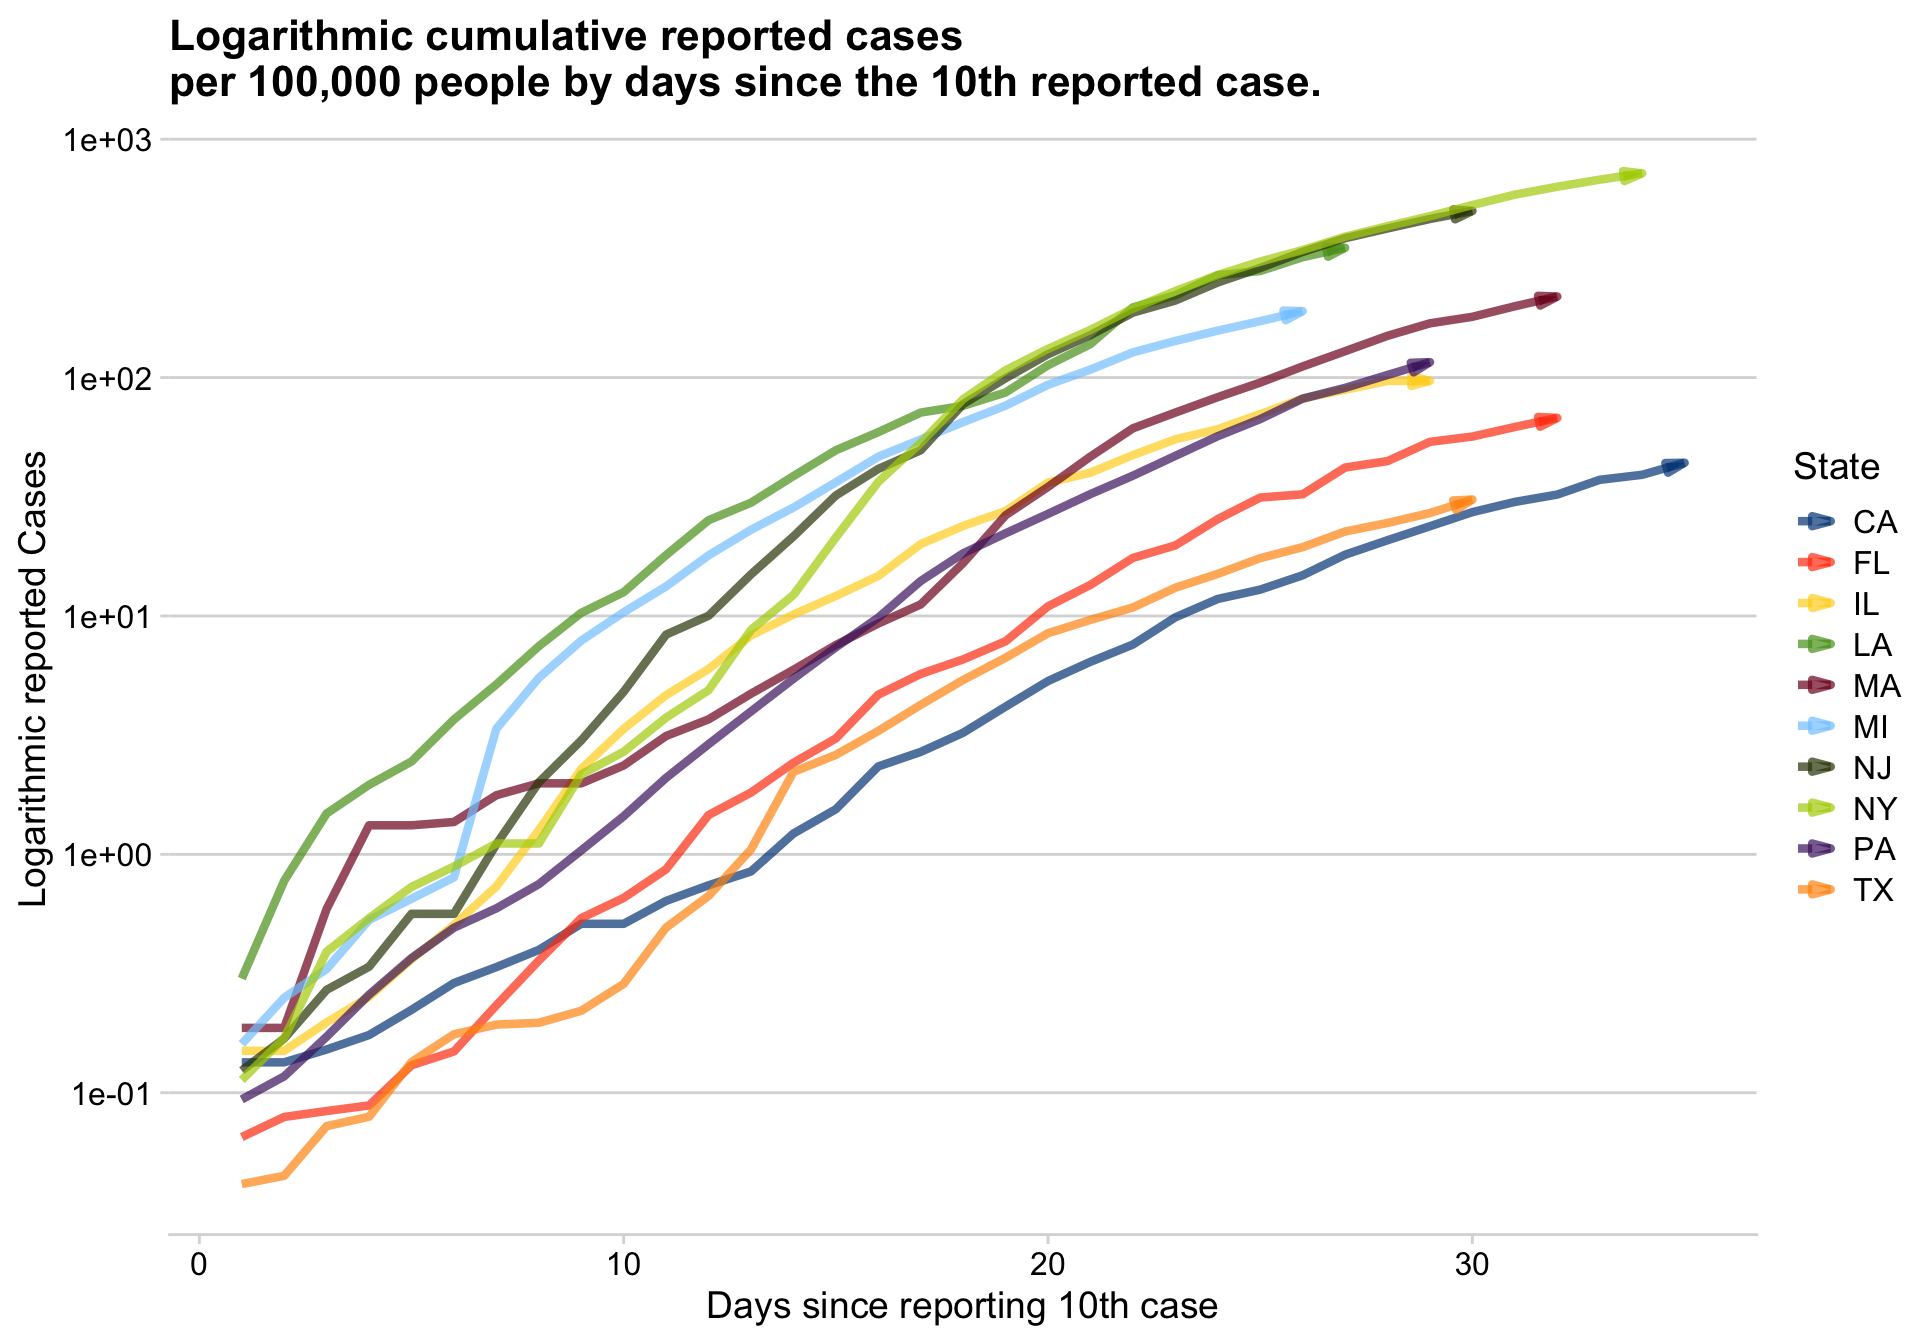 Logarithmic cumulative reported cases
per 100,000 people by days since the 10th reported case.
1e+03
1e+02
1e+01
1e+00
1e-01
Logarithmic reported Cases
0
10
20
30
Days since reporting 10th case
State
CA
FL
IL
LA
MA
MI
NJ
NY
PA
TX